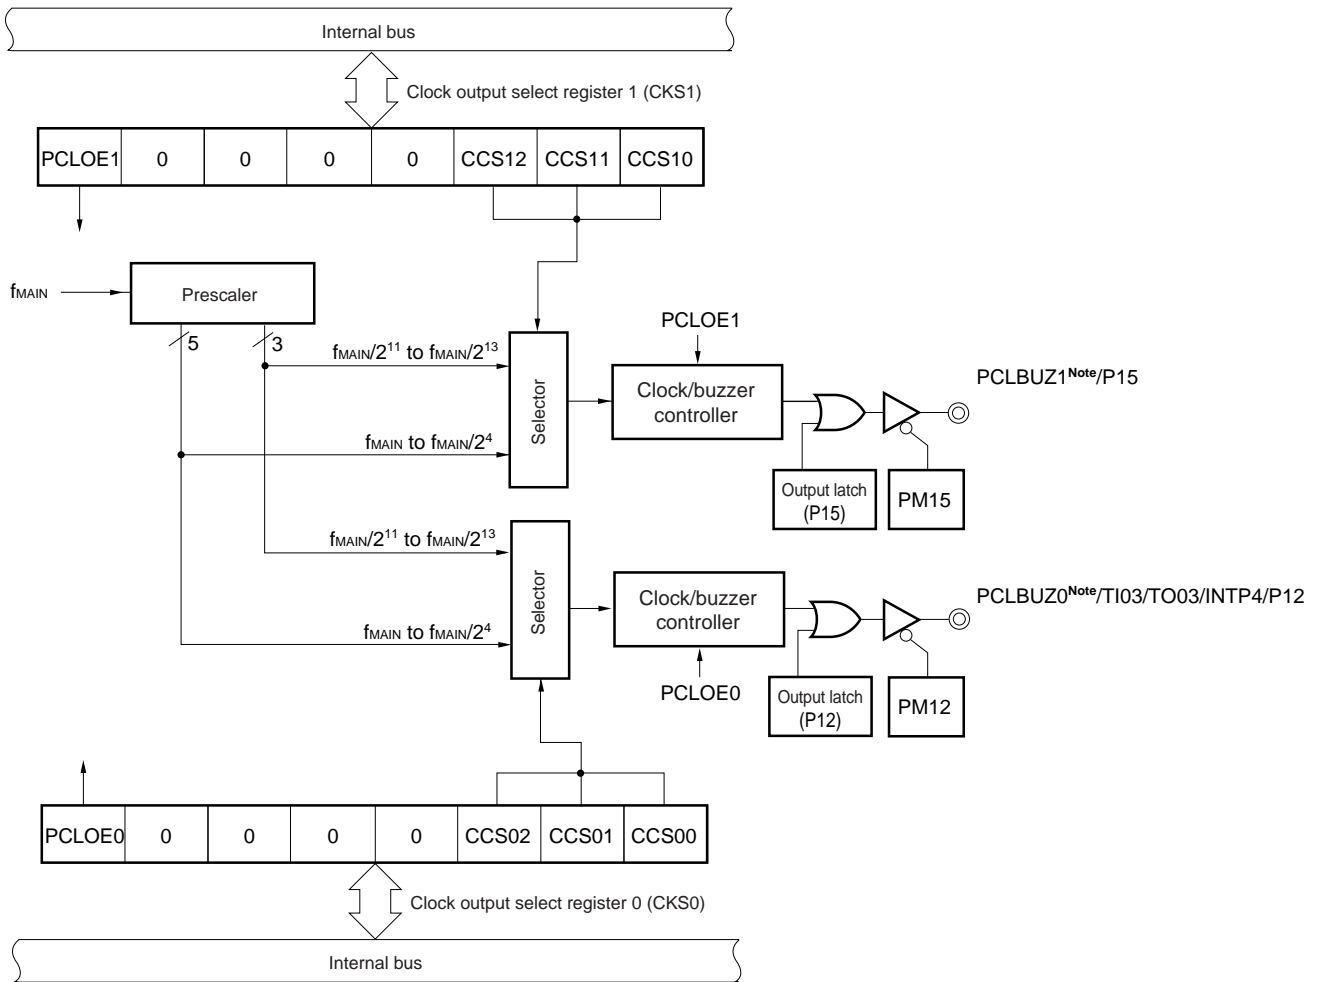 Internal bus
Clock output select register 1 (CKS1)
PCLOE1 0 0 0 0 CCS12 CCS11 CCS10
fMAIN
Prescaler
5
3
PCLOE1
fMAIN/2¹¹ to fMAIN/2¹³
Selector
Clock/buzzer
controller
PCLBUZ1Note/P15
fMAIN to fMAIN/2⁴
Output latch
(P15)
PM15
fMAIN/2¹¹ to fMAIN/2¹³
Selector
Clock/buzzer
controller
PCLBUZ0Note/TI03/TO03/INTP4/P12
fMAIN to fMAIN/2⁴
PCLOE0
Output latch
(P12)
PM12
PCLOE0 0 0 0 0 CCS02 CCS01 CCS00
Clock output select register 0 (CKS0)
Internal bus